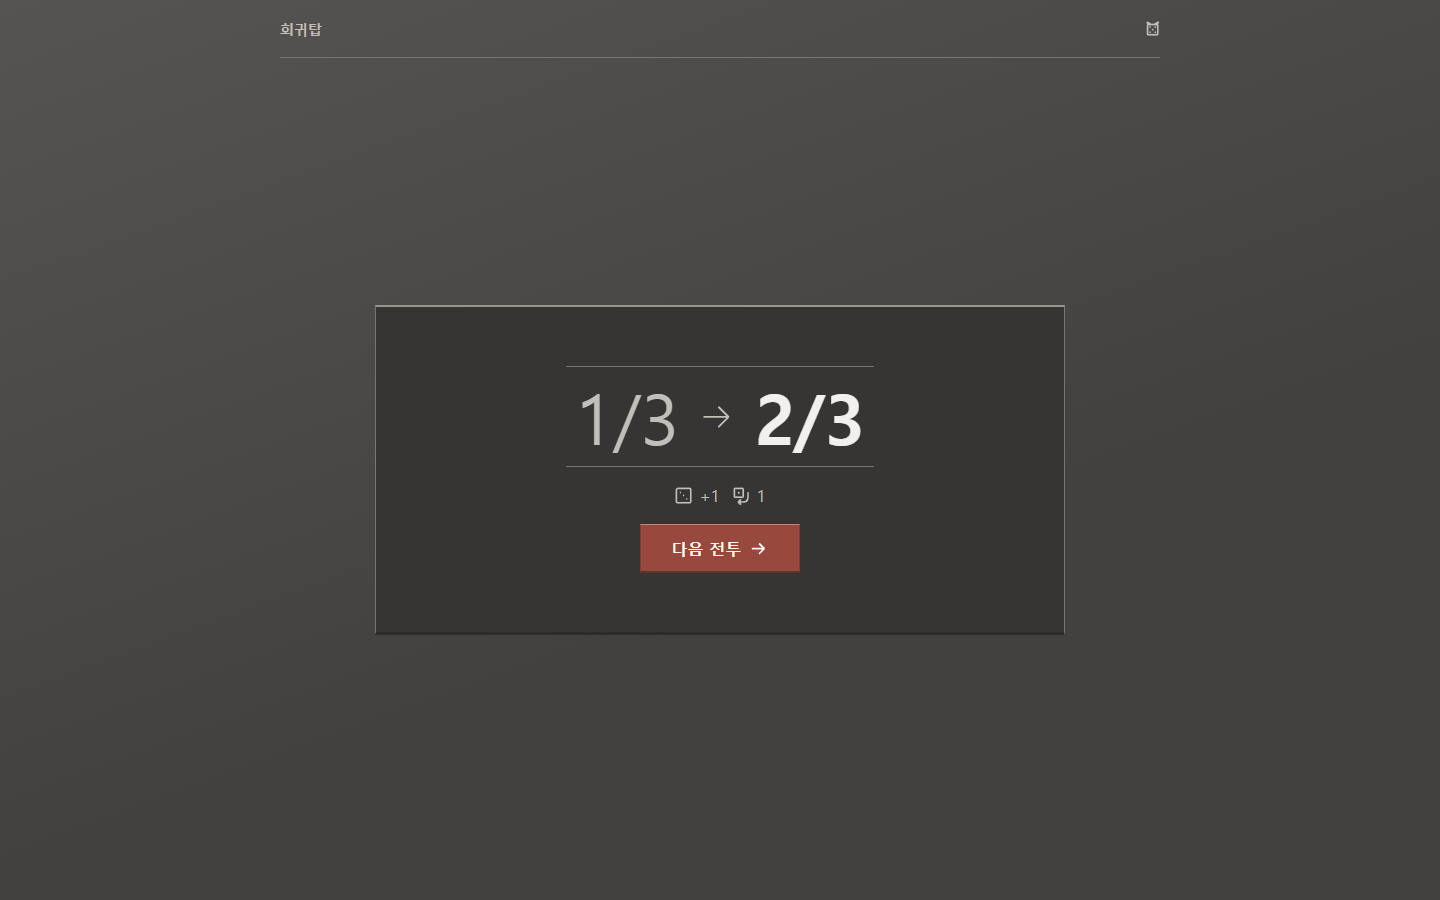 회귀탑
1/3 → 2/3
+1 1
다음 전투 →